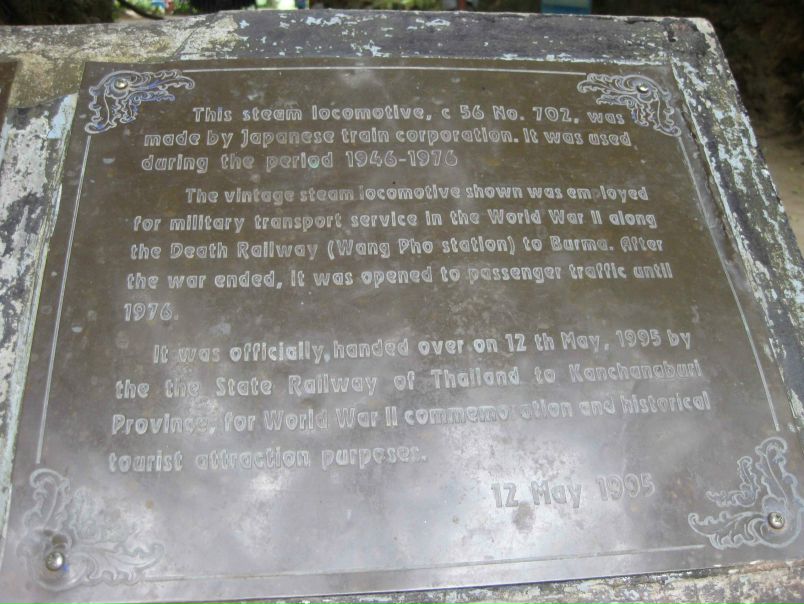 This steam locomotive, c 56 No. 702, was
made by Japanese train corporation. It was used
during the period 1946-1976
The vintage steam locomotive shown was employed
for military transport service in the World War II along
the Death Railway (Wang Pho station) to Burma. After
the war ended, it was opened to passenger traffic until
1976.
It was officially, handed over on 12 th May, 1995 by
the the State Railway of Thailand to Kanchanaburi
Province, for World War II commemoration and historical
tourist attraction purposes.
12 May 1995